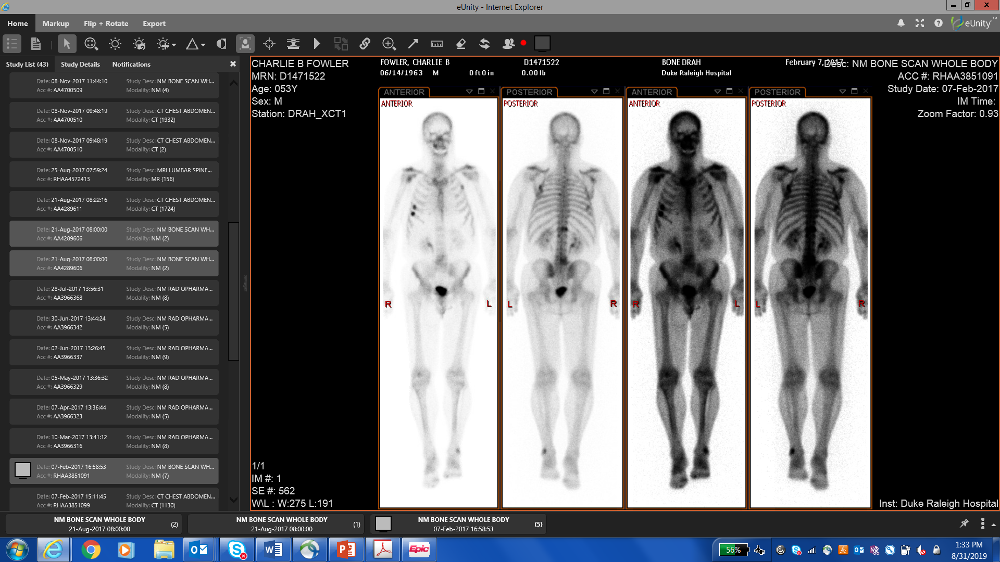 eUnity - Internet Explorer
Home Markup Flip + Rotate Export
eUnity™
Study List (43) Study Details Notifications
Date: 08-Nov-2017 11:44:10 Study Desc: NM BONE SCAN WH...
Acc #: AA4700509 Modality: NM (4)
Date: 08-Nov-2017 09:48:19 Study Desc: CT CHEST ABDOMEN...
Acc #: AA4700510 Modality: CT (1932)
Date: 08-Nov-2017 09:48:19 Study Desc: CT CHEST ABDOMEN...
Acc #: AA4700510 Modality: CT (2)
Date: 25-Aug-2017 07:59:24 Study Desc: MRI LUMBAR SPINE...
Acc #: RHAA4572413 Modality: MR (156)
Date: 21-Aug-2017 08:22:16 Study Desc: CT CHEST ABDOMEN...
Acc #: AA4289611 Modality: CT (1724)
Date: 21-Aug-2017 08:00:00 Study Desc: NM BONE SCAN WH...
Acc #: AA4289606 Modality: NM (2)
Date: 21-Aug-2017 08:00:00 Study Desc: NM BONE SCAN WH...
Acc #: AA4289606 Modality: NM (2)
Date: 28-Jul-2017 13:56:31 Study Desc: NM RADIOPHARMA...
Acc #: AA3966368 Modality: NM (8)
Date: 30-Jun-2017 13:44:24 Study Desc: NM RADIOPHARMA...
Acc #: AA3966342 Modality: NM (5)
Date: 02-Jun-2017 13:26:45 Study Desc: NM RADIOPHARMA...
Acc #: AA3966337 Modality: NM (9)
Date: 05-May-2017 13:36:32 Study Desc: NM RADIOPHARMA...
Acc #: AA3966329 Modality: NM (8)
Date: 07-Apr-2017 13:36:44 Study Desc: NM RADIOPHARMA...
Acc #: AA3966323 Modality: NM (5)
Date: 10-Mar-2017 13:41:12 Study Desc: NM RADIOPHARMA...
Acc #: AA3966316 Modality: NM (8)
Date: 07-Feb-2017 16:58:53 Study Desc: NM BONE SCAN WH...
Acc #: RHAA3851091 Modality: NM (7)
Date: 07-Feb-2017 15:11:45 Study Desc: CT CHEST ABDOMEN...
Acc #: RHAA3851099 Modality: CT (1130)
CHARLIE B FOWLER
MRN: D1471522
Age: 053Y
Sex: M
Station: DRAH_XCT1
FOWLER, CHARLIE B D1471522 BONE DRAH February 7, 2017
06/14/1963 M 0 ft 0 in 0.00 lb Duke Raleigh Hospital
Desc: NM BONE SCAN WHOLE BODY
ACC #: RHAA3851091
Study Date: 07-Feb-2017
IM Time:
Zoom Factor: 0.93
ANTERIOR POSTERIOR ANTERIOR POSTERIOR
ANTERIOR POSTERIOR ANTERIOR POSTERIOR
R L L R R L L R
1/1
IM #: 1
SE #: 562
W\L : W:275 L:191
Inst: Duke Raleigh Hospital
NM BONE SCAN WHOLE BODY (2)
21-Aug-2017 08:00:00
NM BONE SCAN WHOLE BODY (1)
21-Aug-2017 08:00:00
NM BONE SCAN WHOLE BODY (5)
07-Feb-2017 16:58:53
Epic
56%
1:33 PM
8/31/2019